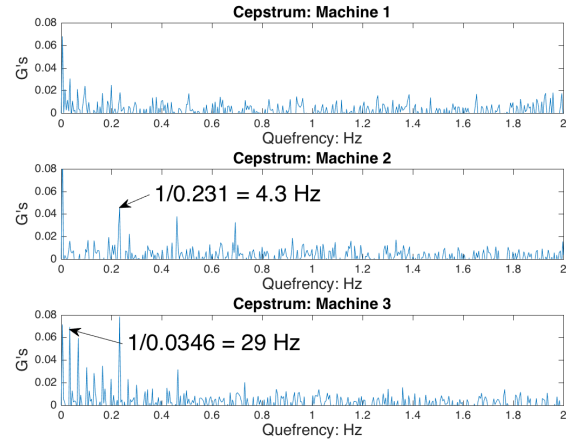 Cepstrum: Machine 1
0.08
0.06
0.04
0.02
0
G's
0 0.2 0.4 0.6 0.8 1 1.2 1.4 1.6 1.8 2
Quefrency: Hz
Cepstrum: Machine 2
0.08
0.06
0.04
0.02
0
G's
1/0.231 = 4.3 Hz
0 0.2 0.4 0.6 0.8 1 1.2 1.4 1.6 1.8 2
Quefrency: Hz
Cepstrum: Machine 3
0.08
0.06
0.04
0.02
0
G's
1/0.0346 = 29 Hz
0 0.2 0.4 0.6 0.8 1 1.2 1.4 1.6 1.8 2
Quefrency: Hz